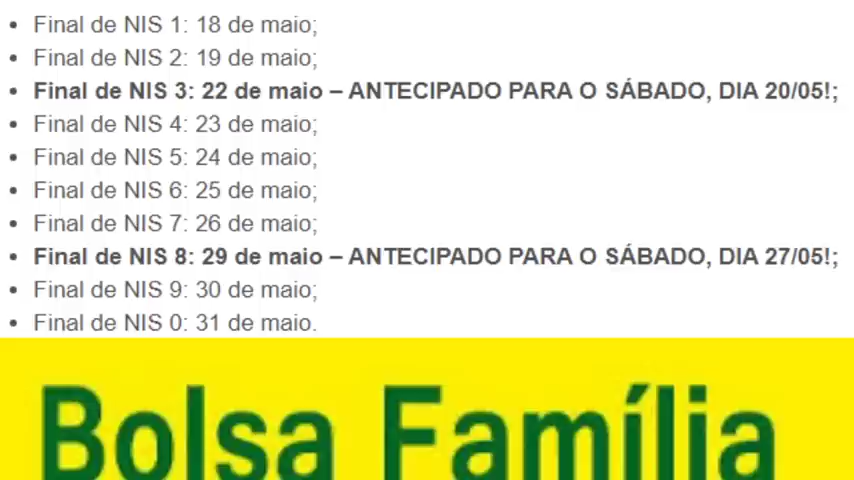 • Final de NIS 1: 18 de maio;
• Final de NIS 2: 19 de maio;
• Final de NIS 3: 22 de maio – ANTECIPADO PARA O SÁBADO, DIA 20/05!;
• Final de NIS 4: 23 de maio;
• Final de NIS 5: 24 de maio;
• Final de NIS 6: 25 de maio;
• Final de NIS 7: 26 de maio;
• Final de NIS 8: 29 de maio – ANTECIPADO PARA O SÁBADO, DIA 27/05!;
• Final de NIS 9: 30 de maio;
• Final de NIS 0: 31 de maio.
Bolsa Família